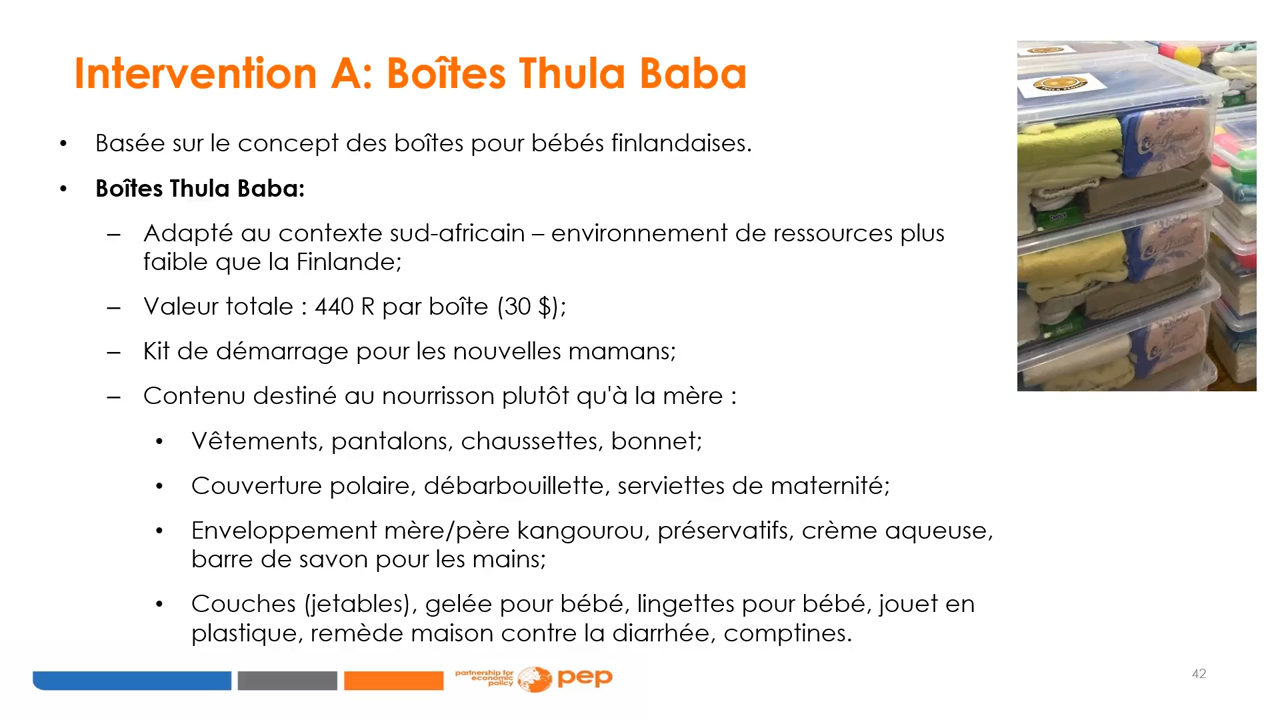 Intervention A: Boîtes Thula Baba
• Basée sur le concept des boîtes pour bébés finlandaises.
• Boîtes Thula Baba:
– Adapté au contexte sud-africain – environnement de ressources plus
faible que la Finlande;
– Valeur totale : 440 R par boîte (30 $);
– Kit de démarrage pour les nouvelles mamans;
– Contenu destiné au nourrisson plutôt qu'à la mère :
• Vêtements, pantalons, chaussettes, bonnet;
• Couverture polaire, débarbouillette, serviettes de maternité;
• Enveloppement mère/père kangourou, préservatifs, crème aqueuse,
barre de savon pour les mains;
• Couches (jetables), gelée pour bébé, lingettes pour bébé, jouet en
plastique, remède maison contre la diarrhée, comptines.
partnership for
economic
policy
pep
42